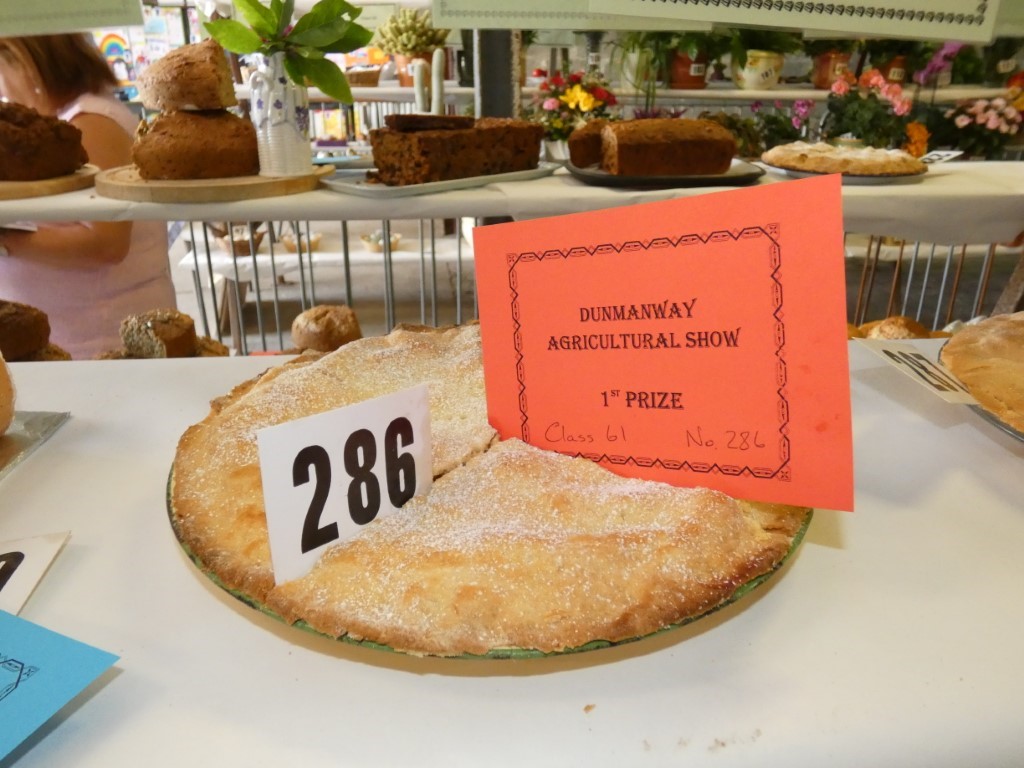 DUNMANWAY
AGRICULTURAL SHOW
1ST PRIZE
Class 61 No. 286
286